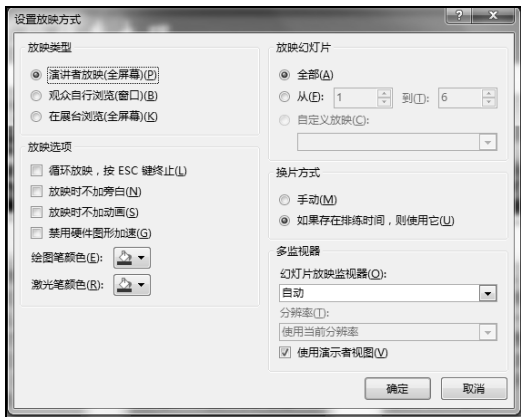 设置放映方式
放映类型
演讲者放映(全屏幕)(P)
观众自行浏览(窗口)(B)
在展台浏览(全屏幕)(K)
放映选项
循环放映，按 ESC 键终止(L)
放映时不加旁白(N)
放映时不加动画(S)
禁用硬件图形加速(G)
绘图笔颜色(E):
激光笔颜色(R):
放映幻灯片
全部(A)
从(F): 1 到(T): 6
自定义放映(C):
换片方式
手动(M)
如果存在排练时间，则使用它(U)
多监视器
幻灯片放映监视器(O):
自动
分辨率(T):
使用当前分辨率
使用演示者视图(V)
确定 取消